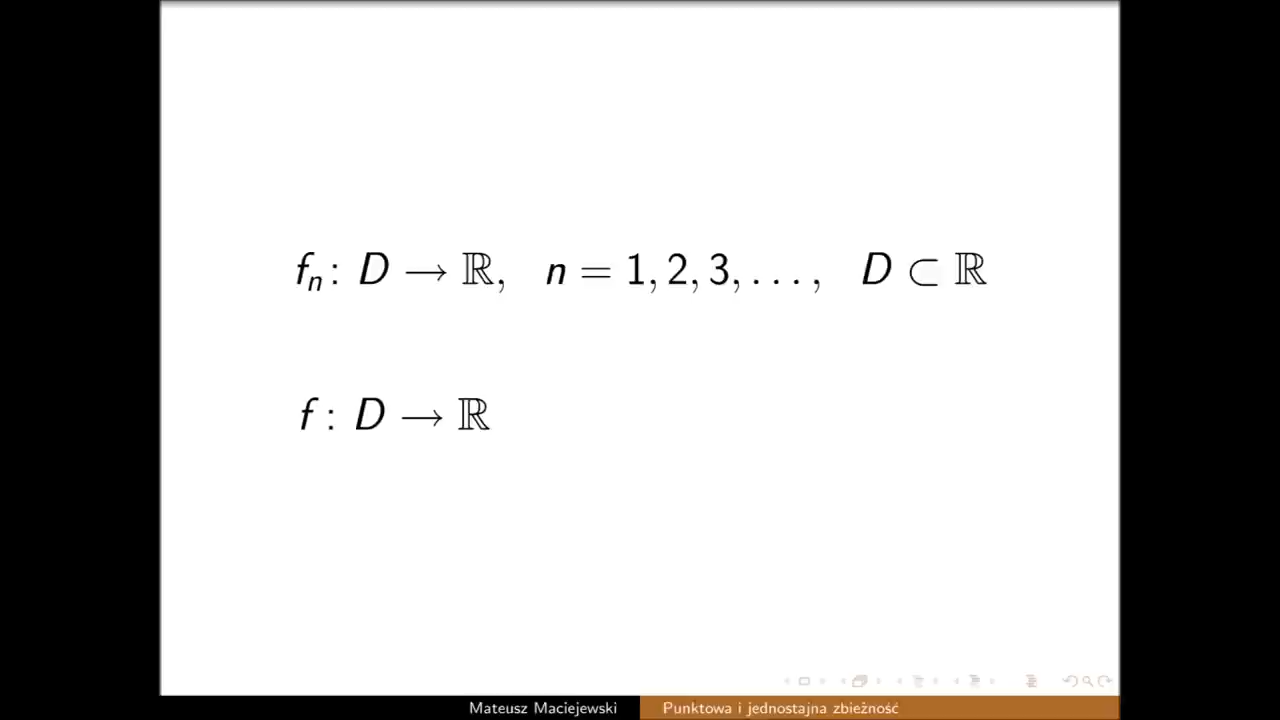 fₙ: D → ℝ, n = 1, 2, 3, . . . , D ⊂ ℝ
f : D → ℝ
Mateusz Maciejewski Punktowa i jednostajna zbieżność